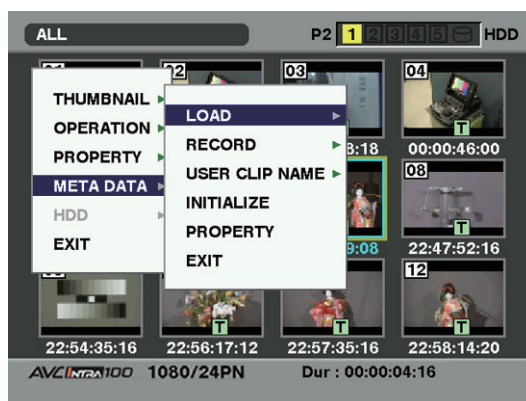 ALL P2 1 2 3 4 5 HDD
02 03 04
THUMBNAIL
OPERATION
PROPERTY
META DATA
HDD
EXIT
LOAD
RECORD
USER CLIP NAME
INITIALIZE
PROPERTY
EXIT
T
8:18 00:00:46:00
08
T
9:08 22:47:52:16
12
T T T
22:54:35:16 22:56:17:12 22:57:35:16 22:58:14:20
AVC INTRA 100 1080/24PN Dur : 00:00:04:16